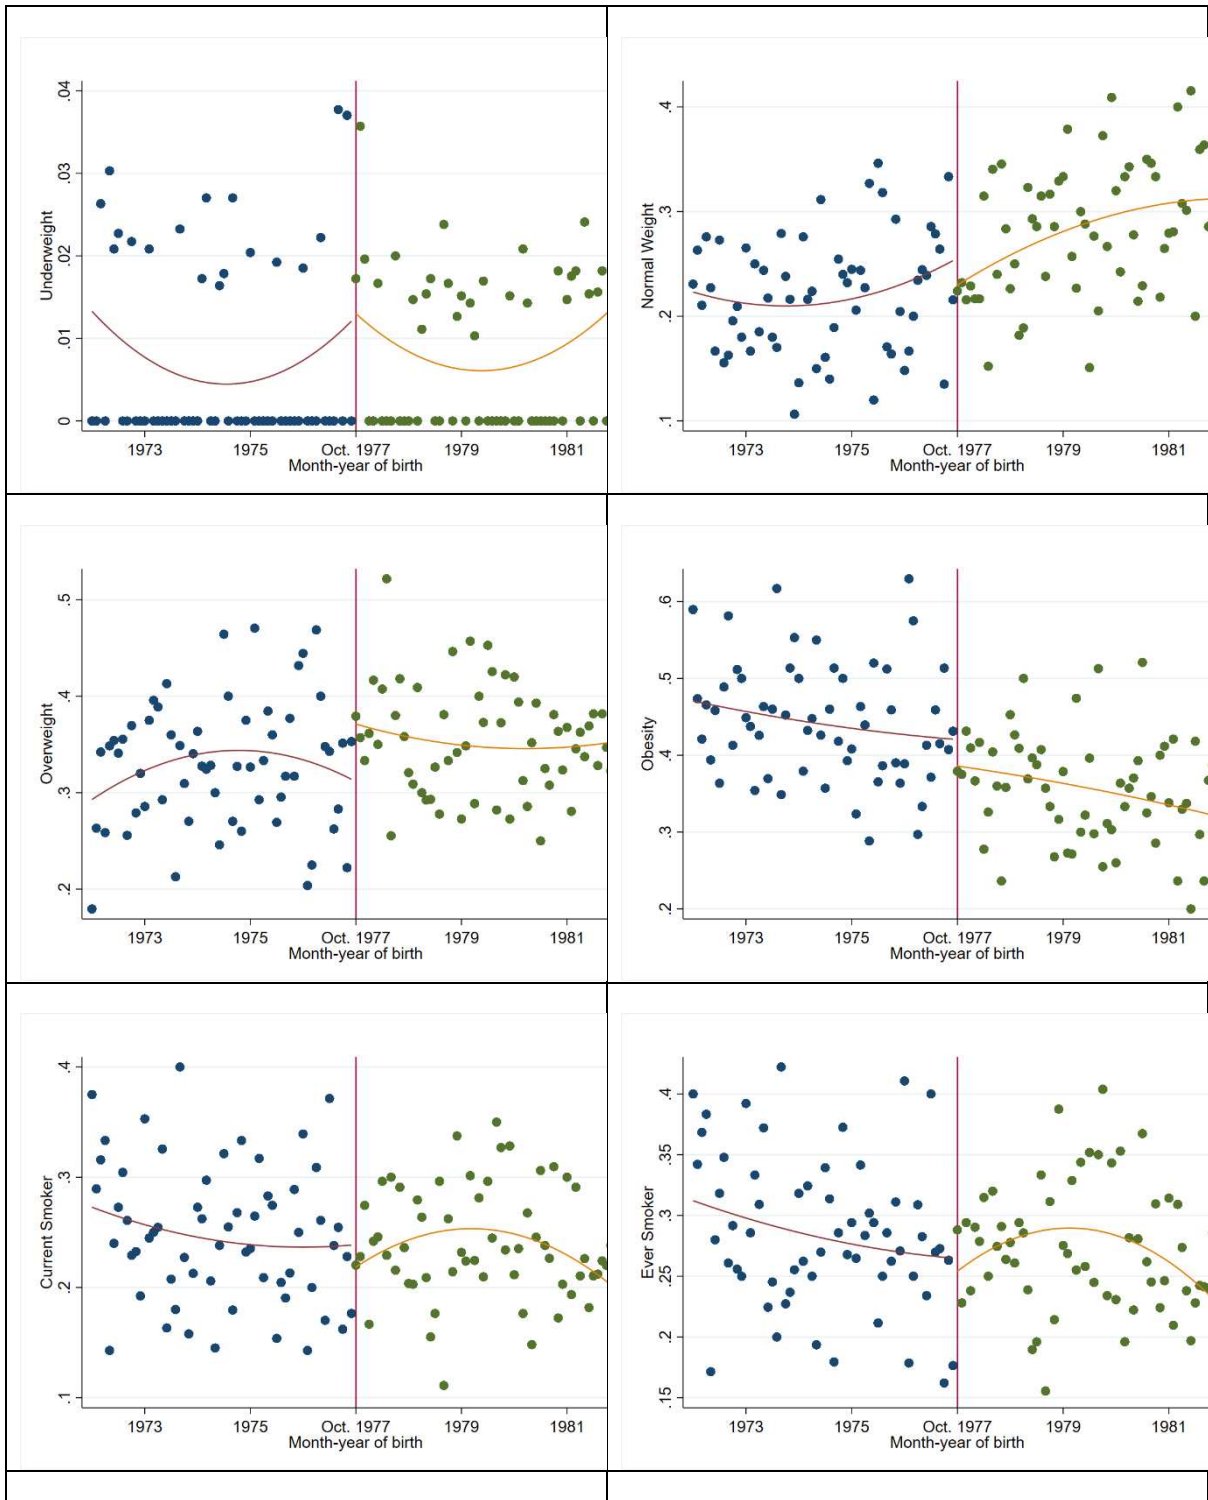 Underweight
.04
.03
.02
.01
0
1973 1975 Oct. 1977 1979 1981
Month-year of birth
Normal Weight
.4
.3
.2
.1
1973 1975 Oct. 1977 1979 1981
Month-year of birth
Overweight
.5
.4
.3
.2
1973 1975 Oct. 1977 1979 1981
Month-year of birth
Obesity
.6
.5
.4
.3
.2
1973 1975 Oct. 1977 1979 1981
Month-year of birth
Current Smoker
.4
.3
.2
.1
1973 1975 Oct. 1977 1979 1981
Month-year of birth
Ever Smoker
.4
.35
.3
.25
.2
.15
1973 1975 Oct. 1977 1979 1981
Month-year of birth